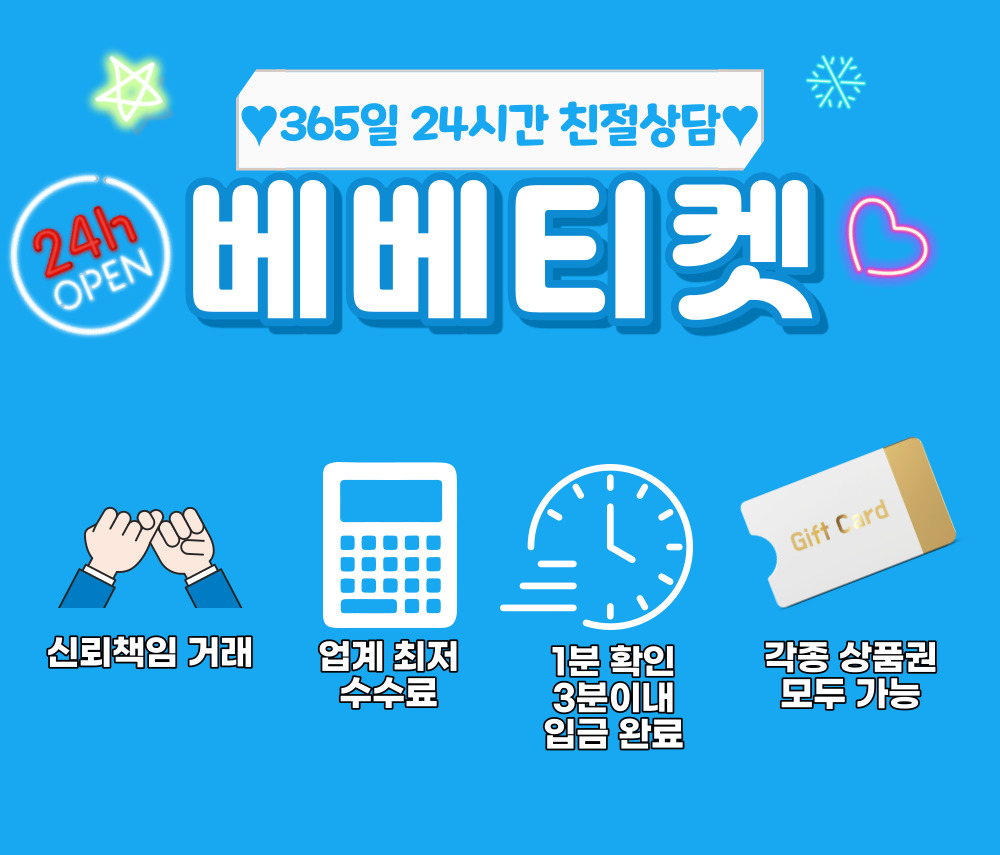 ♥365일 24시간 친절상담♥
베베티켓
24h
OPEN
Gift Card
신뢰책임 거래
업계 최저
수수료
1분 확인
3분이내
입금 완료
각종 상품권
모두 가능